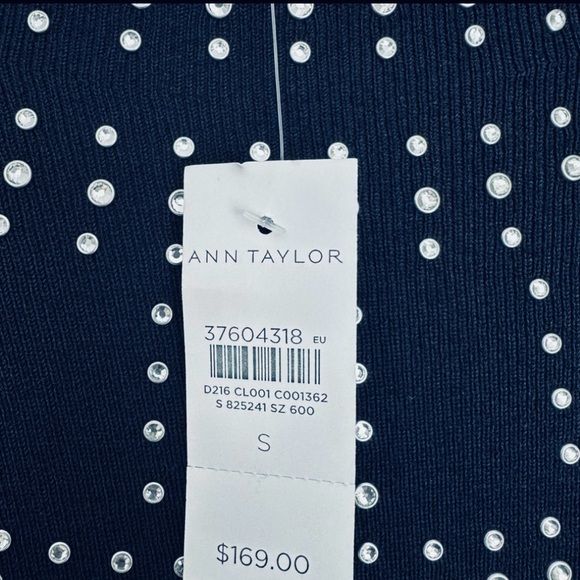 ANN TAYLOR
37604318 EU
D216 CL001 C001362
S 825241 SZ 600
S
$169.00